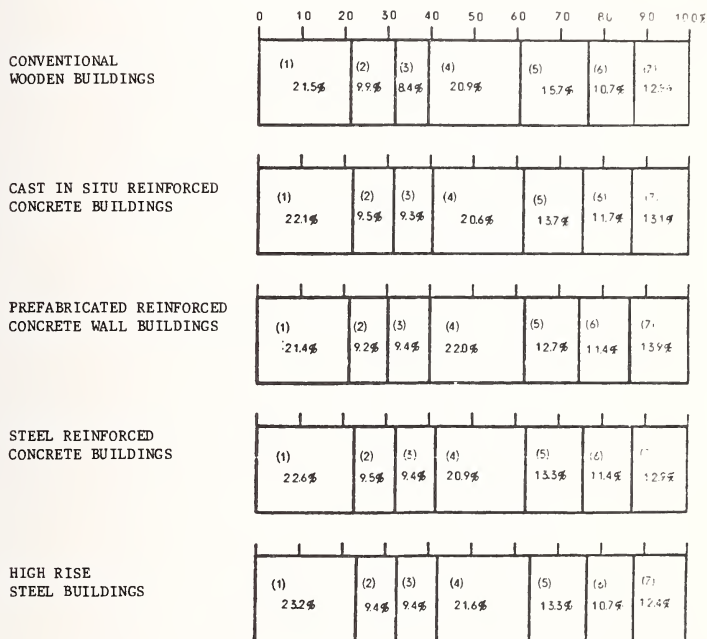 0 10 20 30 40 50 60 70 80 90 100%
CONVENTIONAL
WOODEN BUILDINGS
(1) (2) (3) (4) (5) (6) (7)
21.5% 9.9% 8.4% 20.9% 15.7% 10.7%
CAST IN SITU REINFORCED
CONCRETE BUILDINGS
(1) (2) (3) (4) (5) (6)
22.1% 9.5% 9.3% 20.6% 13.7% 11.7% 13.1%
PREFABRICATED REINFORCED
CONCRETE WALL BUILDINGS
(1) (2) (3) (4) (5) (6) (7)
21.4% 9.2% 9.4% 22.0% 12.7% 11.4% 13.9%
STEEL REINFORCED
CONCRETE BUILDINGS
(1) (2) (3) (4) (5) (6)
22.6% 9.5% 9.4% 20.9% 13.3% 11.4% 12.9%
HIGH RISE
STEEL BUILDINGS
(1) (2) (3) (4) (5) (6) (7)
23.2% 9.4% 9.4% 21.6% 13.3% 10.7% 12.4%